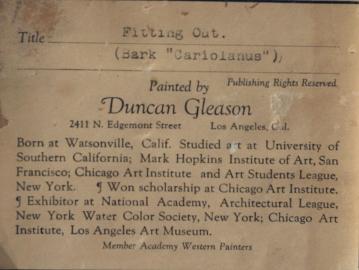 Title Fitting Out.
(Bark "Cariolanus")
Publishing Rights Reserved.
Painted by
Duncan Gleason
2411 N. Edgemont Street Los Angeles, Cal.
Born at Watsonville, Calif. Studied art at University of
Southern California; Mark Hopkins Institute of Art, San
Francisco; Chicago Art Institute and Art Students League,
New York. ¶ Won scholarship at Chicago Art Institute.
¶ Exhibitor at National Academy, Architectural League,
New York Water Color Society, New York; Chicago Art
Institute, Los Angeles Art Museum.
Member Academy Western Painters